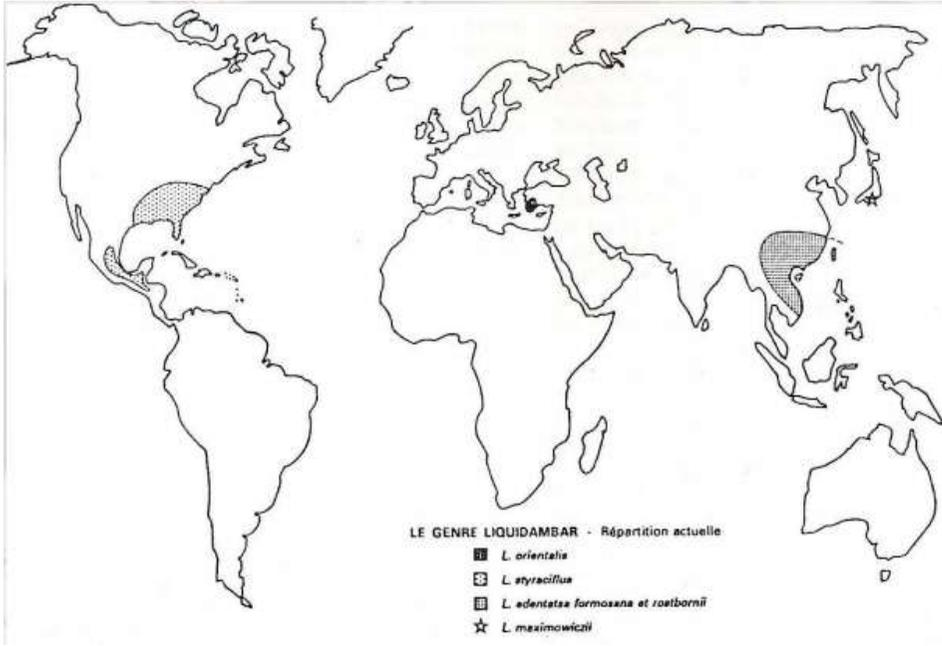 LE GENRE LIQUIDAMBAR - Répartition actuelle
L. orientalis
L. styraciflua
L. edentatsa formosana et rostbornii
L. maximowiczii